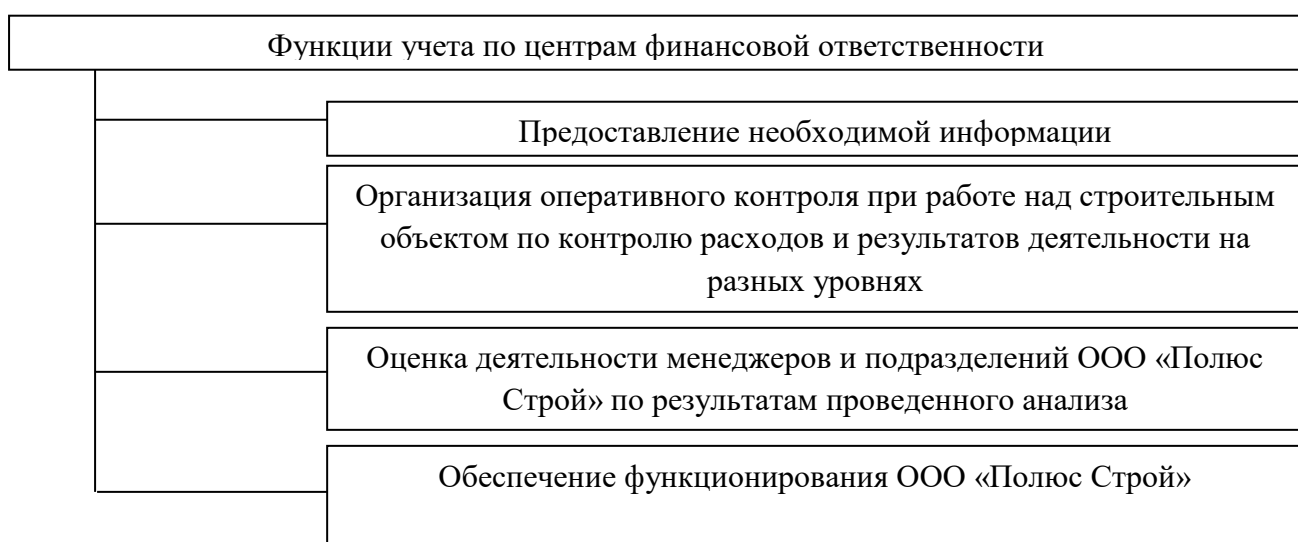 Функции учета по центрам финансовой ответственности
Предоставление необходимой информации
Организация оперативного контроля при работе над строительным
объектом по контролю расходов и результатов деятельности на
разных уровнях
Оценка деятельности менеджеров и подразделений ООО «Полюс
Строй» по результатам проведенного анализа
Обеспечение функционирования ООО «Полюс Строй»